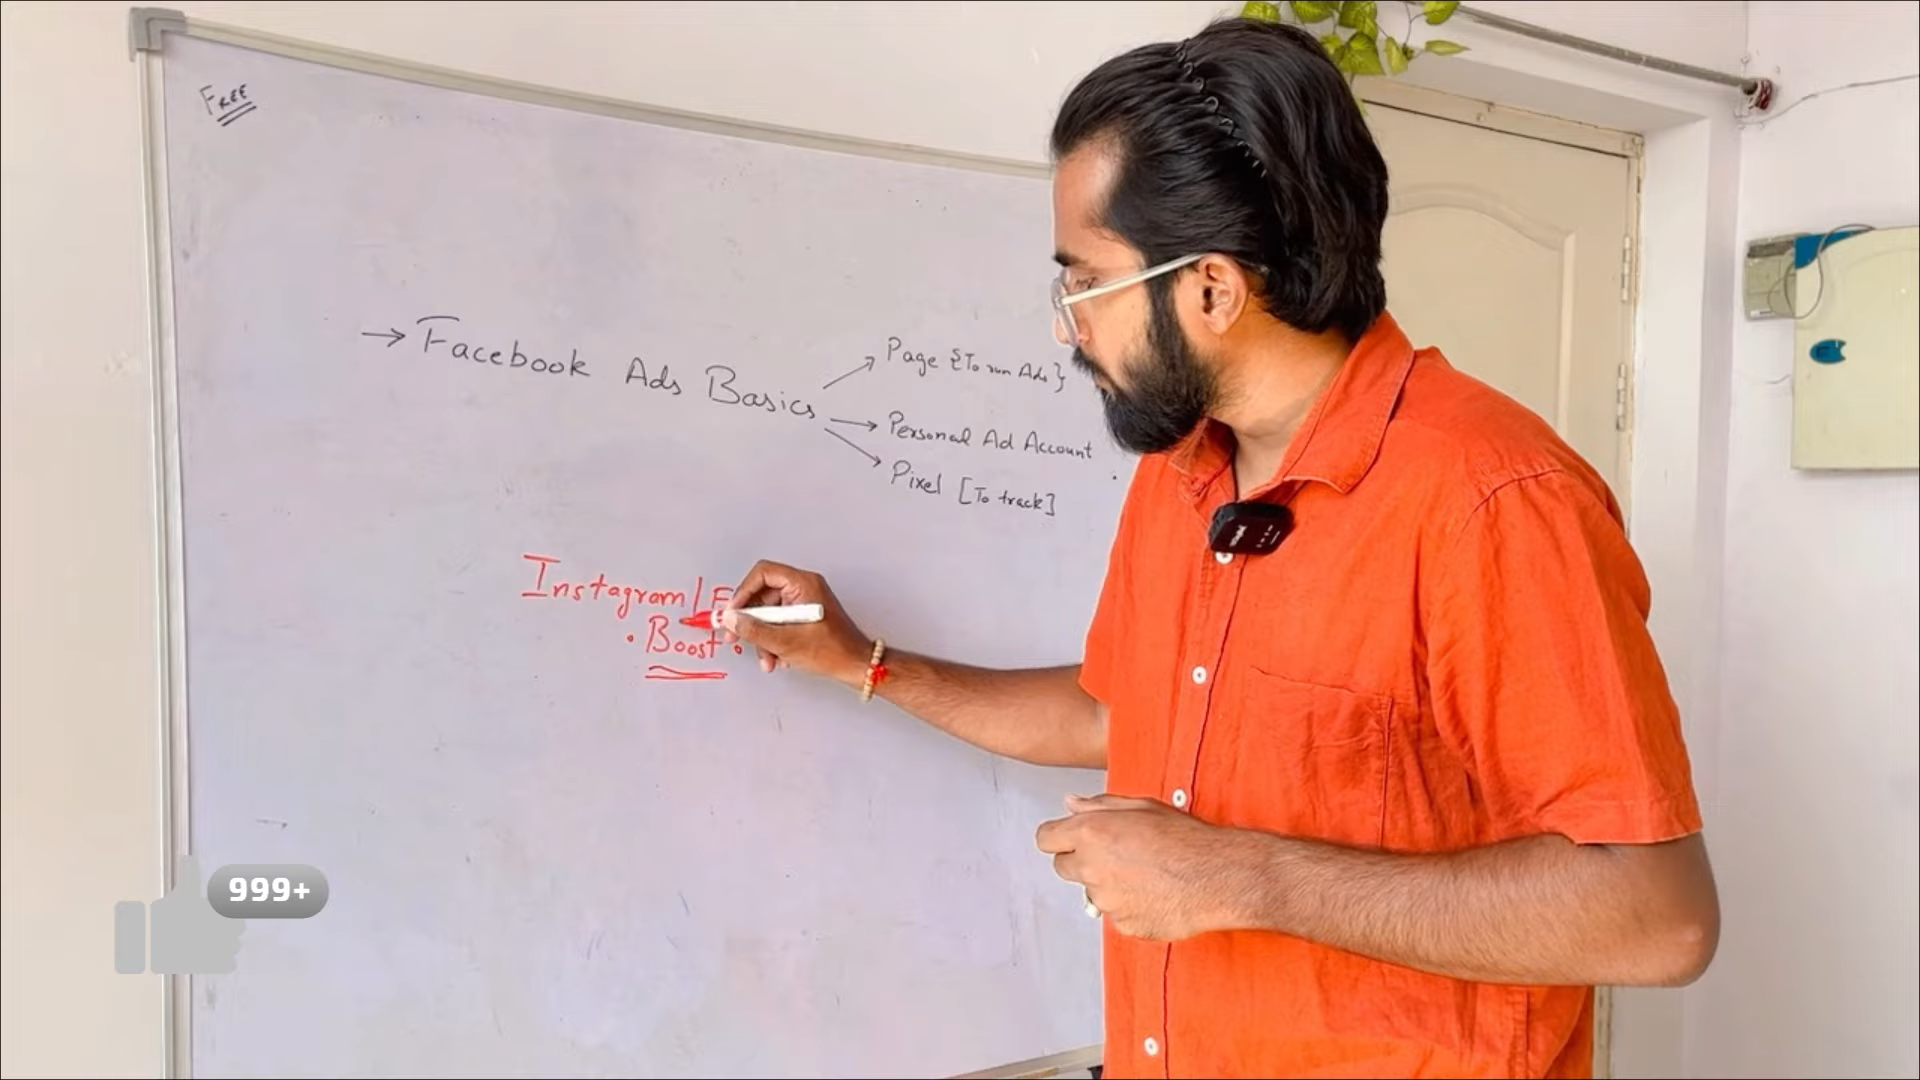 FREE
→ Facebook Ads Basics
→ Page {To run Ads}
→ Personal Ad Account
→ Pixel [To track]
Instagram/F
• Boost •
999+